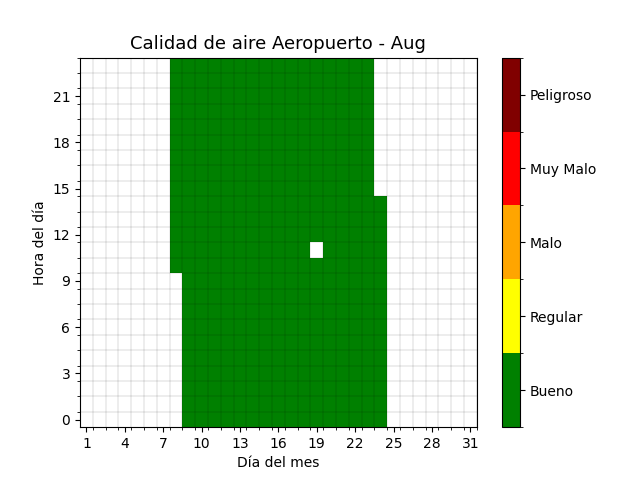 Calidad de aire Aeropuerto - Aug
Hora del día
21
18
15
12
9
6
3
0
1 4 7 10 13 16 19 22 25 28 31
Día del mes
Peligroso
Muy Malo
Malo
Regular
Bueno